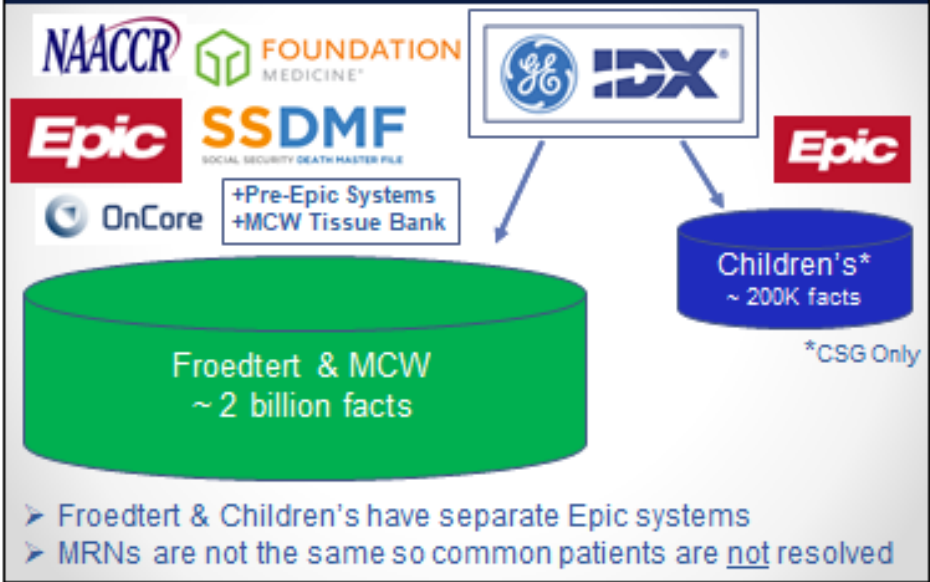 NAACCR
FOUNDATION
MEDICINE®
GE IDX®
Epic
SSDMF
SOCIAL SECURITY DEATH MASTER FILE
Epic
OnCore
+Pre-Epic Systems
+MCW Tissue Bank
Children's*
~ 200K facts
*CSG Only
Froedtert & MCW
~ 2 billion facts
➢ Froedtert & Children's have separate Epic systems
➢ MRNs are not the same so common patients are not resolved